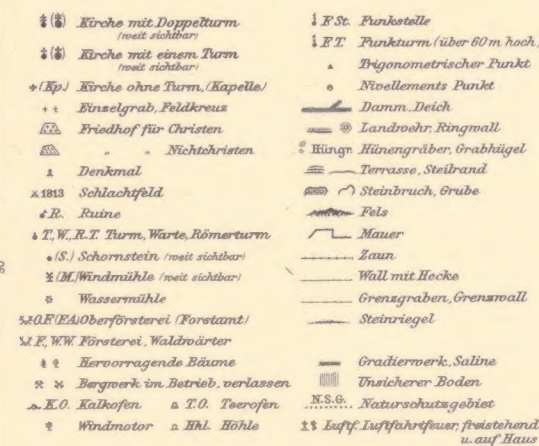 Kirche mit Doppelturm
(weit sichtbar)
Kirche mit einem Turm
(weit sichtbar)
(Kp.) Kirche ohne Turm, (Kapelle)
Einzelgrab, Feldkreuz
Friedhof für Christen
" " Nichtchristen
Denkmal
1813 Schlachtfeld
R. Ruine
T., W., R.T. Turm, Warte, Römerturm
(S.) Schornstein (weit sichtbar)
(M.) Windmühle (weit sichtbar)
Wassermühle
O.F. (F.A.) Oberförsterei (Forstamt)
F., W.W. Försterei, Waldwärter
Hervorragende Bäume
Bergwerk im Betrieb, verlassen
K.O. Kalkofen T.O. Teerofen
Windmotor Hhl. Höhle
F.St. Funkstelle
F.T. Funkturm (über 60 m hoch)
Trigonometrischer Punkt
Nivellements Punkt
Damm, Deich
Landwehr, Ringwall
Hüngr. Hünengräber, Grabhügel
Terrasse, Steilrand
Steinbruch, Grube
Fels
Mauer
Zaun
Wall mit Hecke
Grenzgraben, Grenzwall
Steinriegel
Gradierwerk, Saline
Unsicherer Boden
N.S.G. Naturschutzgebiet
Luftf. Luftfahrtfeuer, freistehend
u. auf Haus